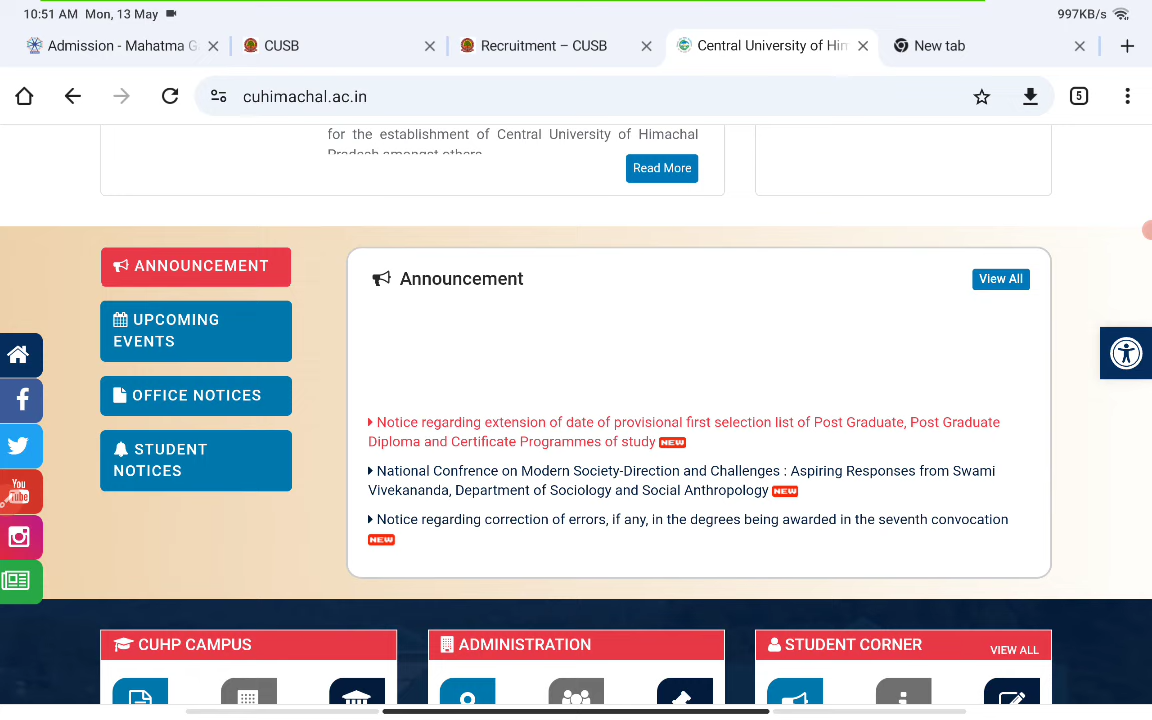 10:51 AM Mon, 13 May
997KB/s
Admission - Mahatma G
CUSB
Recruitment – CUSB
Central University of Him
New tab
cuhimachal.ac.in
5
for the establishment of Central University of Himachal
Pradesh amongst others
Read More
ANNOUNCEMENT
UPCOMING
EVENTS
OFFICE NOTICES
STUDENT
NOTICES
Announcement
View All
Notice regarding extension of date of provisional first selection list of Post Graduate, Post Graduate
Diploma and Certificate Programmes of study NEW
National Confrence on Modern Society-Direction and Challenges : Aspiring Responses from Swami
Vivekananda, Department of Sociology and Social Anthropology NEW
Notice regarding correction of errors, if any, in the degrees being awarded in the seventh convocation
NEW
You
Tube
CUHP CAMPUS
ADMINISTRATION
STUDENT CORNER
VIEW ALL